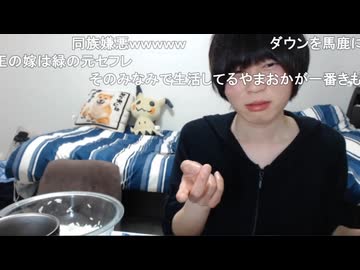 同族嫌悪wwwww
ダウンを馬鹿に
王の嫁は緑の元セフレ
そのみなみで生活してるやまおかが一番きも